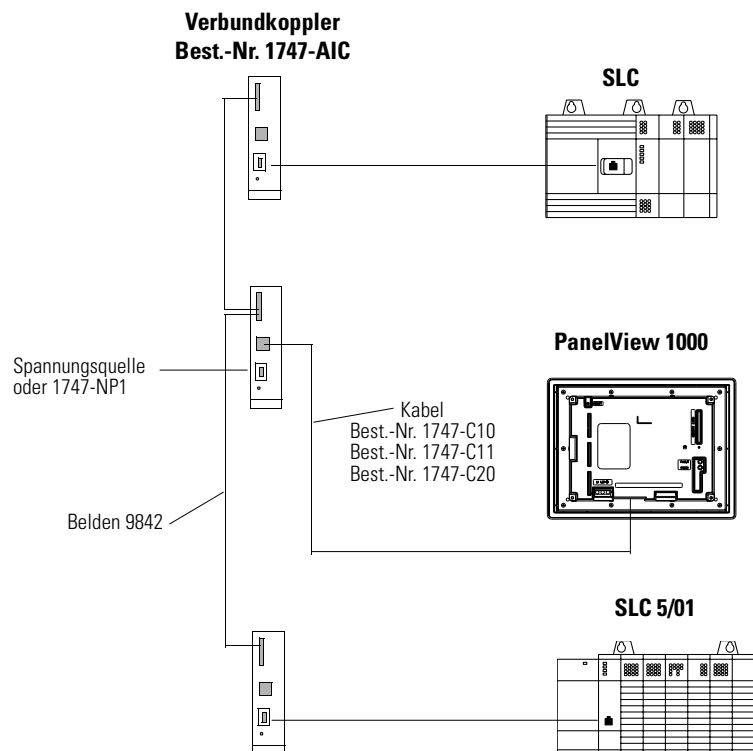 Verbundkoppler
Best.-Nr. 1747-AIC
SLC
PanelView 1000
Spannungsquelle
oder 1747-NP1
Kabel
Best.-Nr. 1747-C10
Best.-Nr. 1747-C11
Best.-Nr. 1747-C20
Belden 9842
SLC 5/01